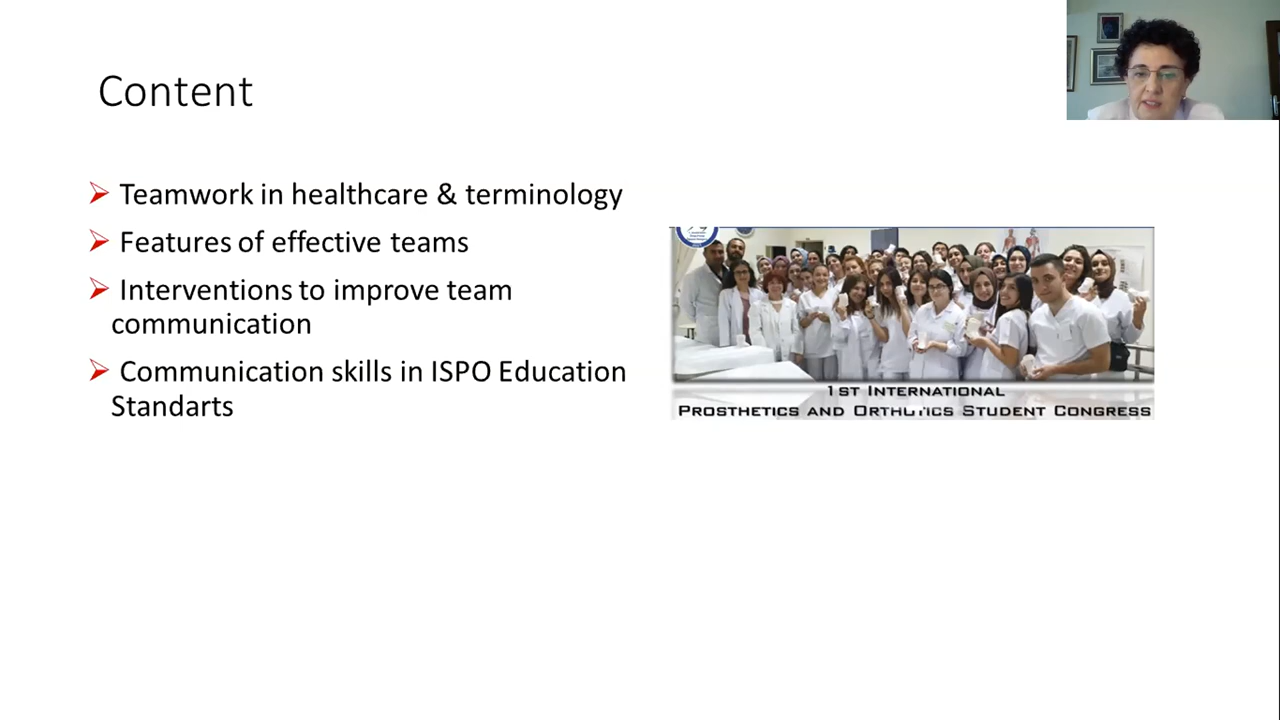 Content
Teamwork in healthcare & terminology
Features of effective teams
Interventions to improve team
communication
Communication skills in ISPO Education
Standarts
1ST INTERNATIONAL
PROSTHETICS AND ORTHOTICS STUDENT CONGRESS